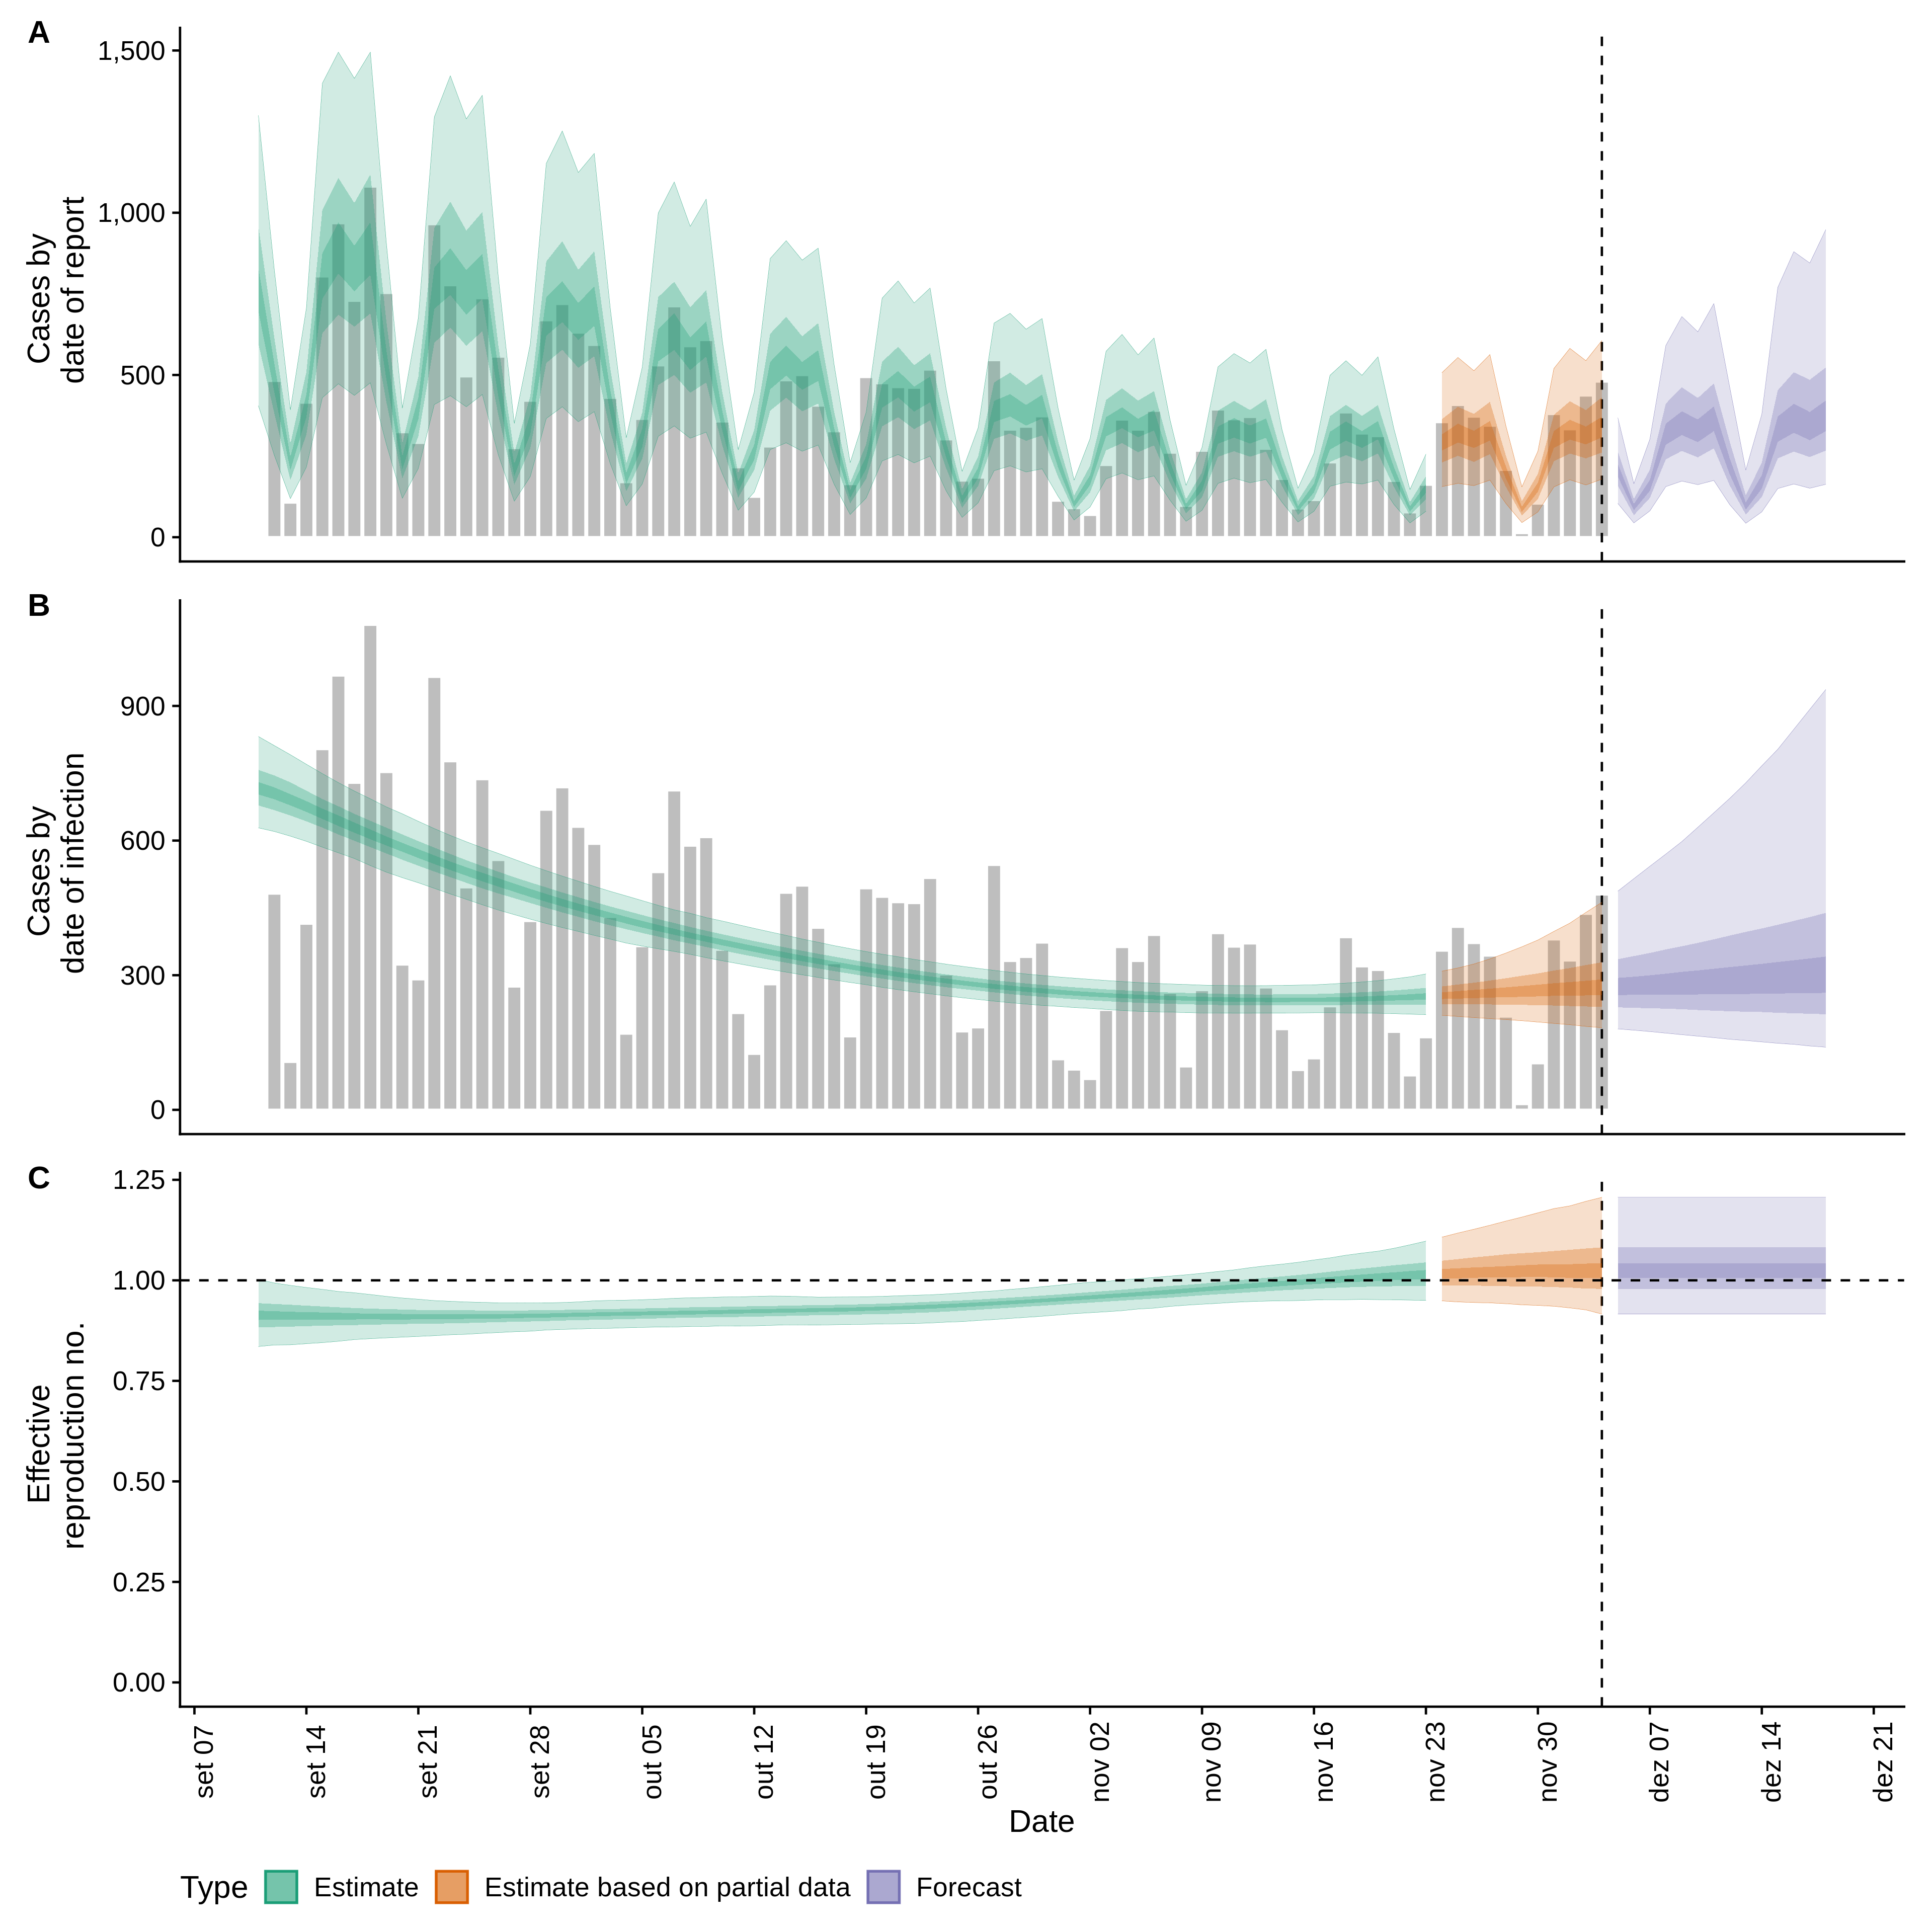 A
1,500
1,000
500
0
Cases by
date of report
B
900
600
300
0
Cases by
date of infection
C
1.25
1.00
0.75
0.50
0.25
0.00
Effective
reproduction no.
set 07
set 14
set 21
set 28
out 05
out 12
out 19
out 26
nov 02
nov 09
nov 16
nov 23
nov 30
dez 07
dez 14
dez 21
Date
Type Estimate Estimate based on partial data Forecast